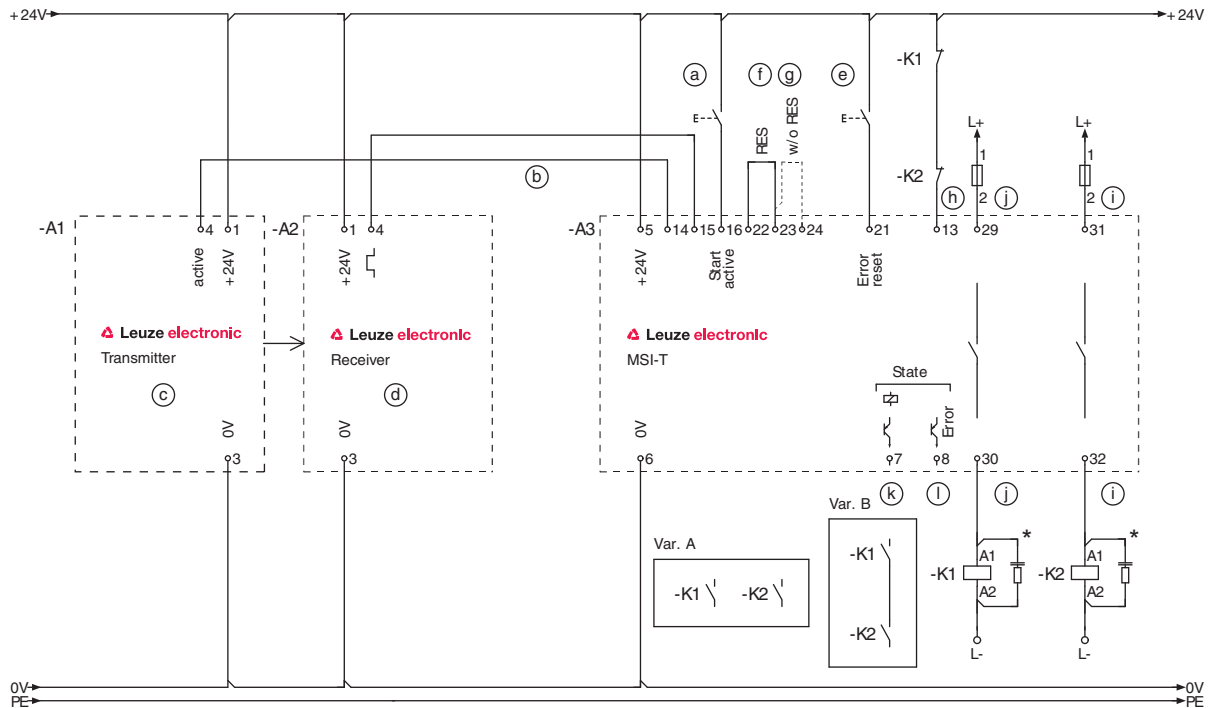 +24V
+24V
-K1
a
f
g
e
RES
w/o RES
L+
L+
1
1
b
-K2
h
2
j
2
i
-A1
4
1
-A2
1
4
-A3
5
14
15
16
22
23
24
21
13
29
31
active
+24V
+24V
+24V
Start active
Error reset
Leuze electronic
Transmitter
Leuze electronic
Receiver
Leuze electronic
MSI-T
c
d
State
Error
0V
0V
0V
3
3
6
7
8
30
32
k
l
j
i
Var. B
Var. A
-K1
-K2
-K1
-K2
*
*
-K1
A1
A2
-K2
A1
A2
L-
L-
0V
0V
PE
PE